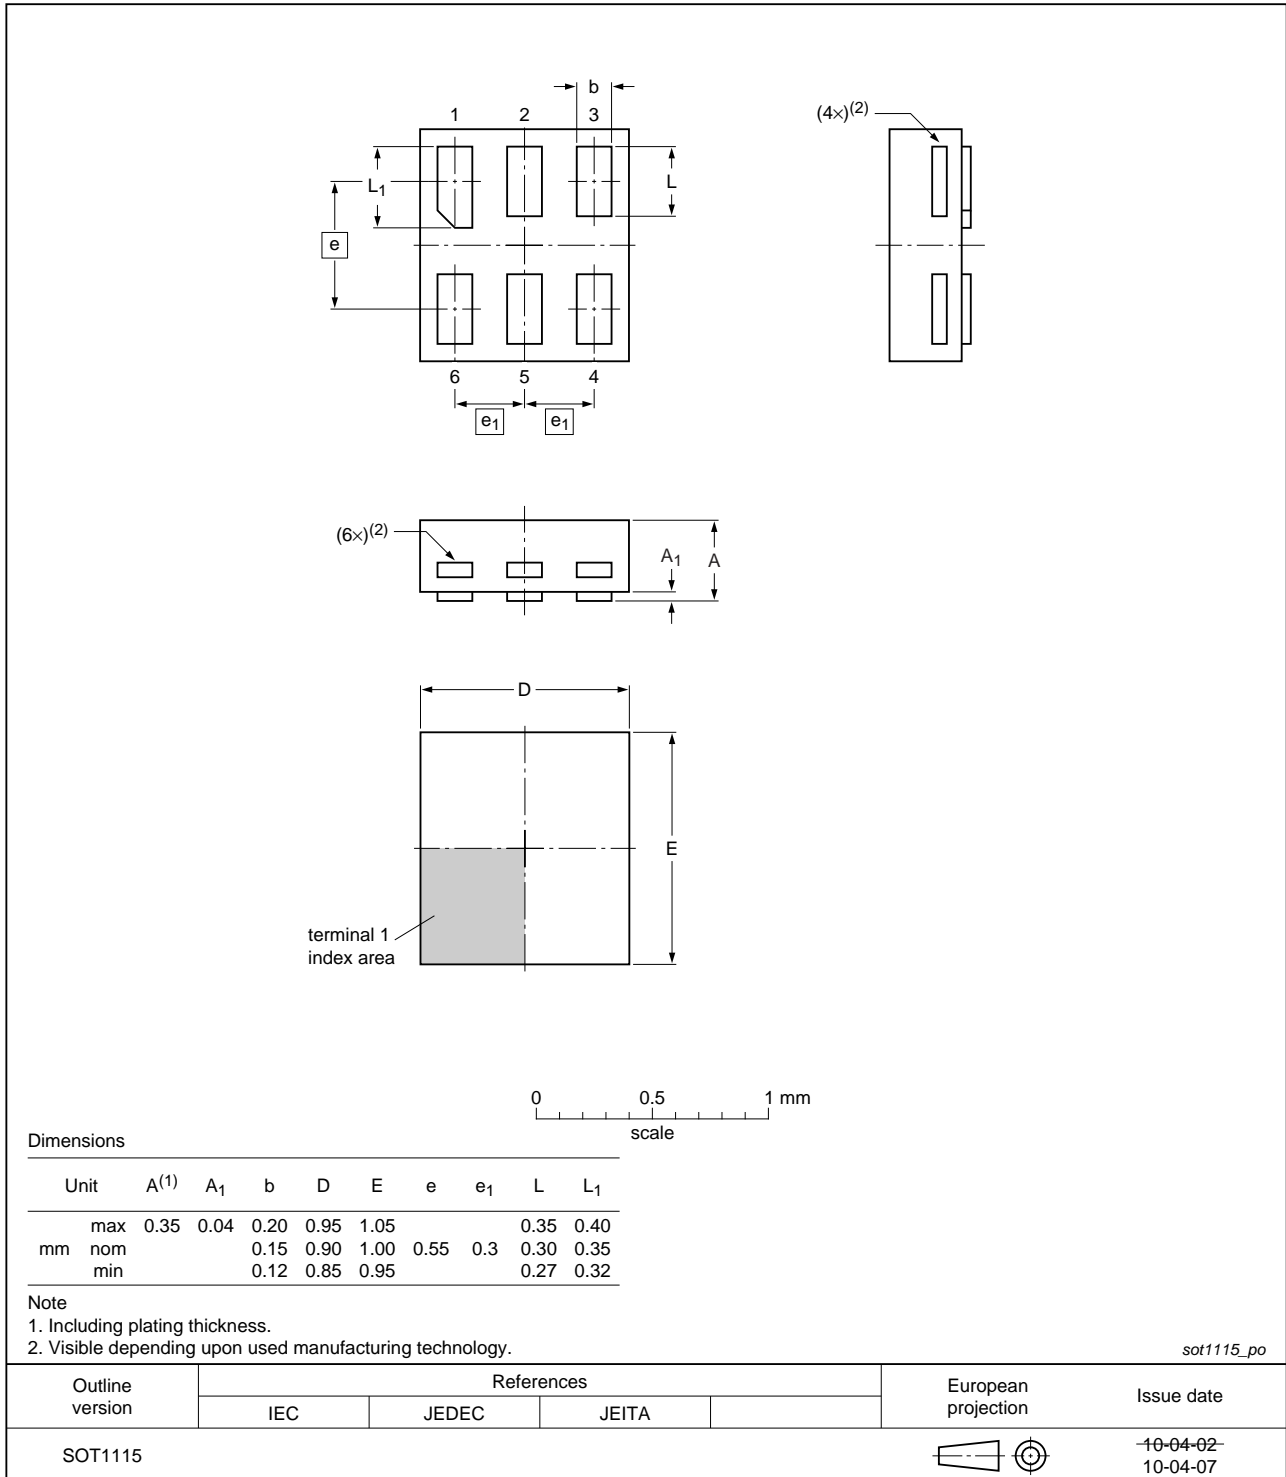 b
1 2 3
(4×)(2)
L1
L
e
6 5 4
e1 e1
(6×)(2)
A1 A
D
E
terminal 1
index area
0 0.5 1 mm
scale
Dimensions
Unit A(1) A1 b D E e e1 L L1
max 0.35 0.04 0.20 0.95 1.05 0.35 0.40
mm nom 0.15 0.90 1.00 0.55 0.3 0.30 0.35
min 0.12 0.85 0.95 0.27 0.32
Note
1. Including plating thickness.
2. Visible depending upon used manufacturing technology.
sot1115_po
Outline
version
References
IEC JEDEC JEITA
European
projection
Issue date
SOT1115
10-04-02
10-04-07